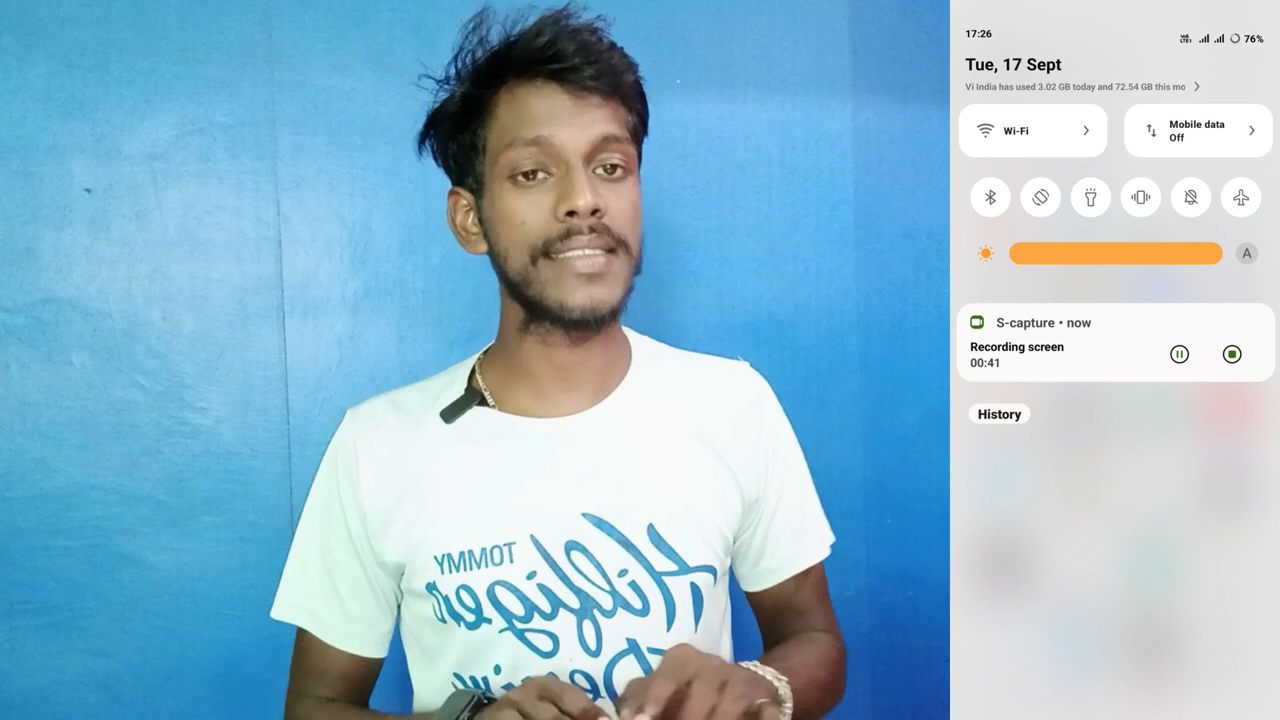 TOMMY
Hilfiger
Denim
17:26
76%
Tue, 17 Sept
Vi India has used 3.02 GB today and 72.54 GB this mo
Wi-Fi
Mobile data
Off
A
S-capture • now
Recording screen
00:41
History